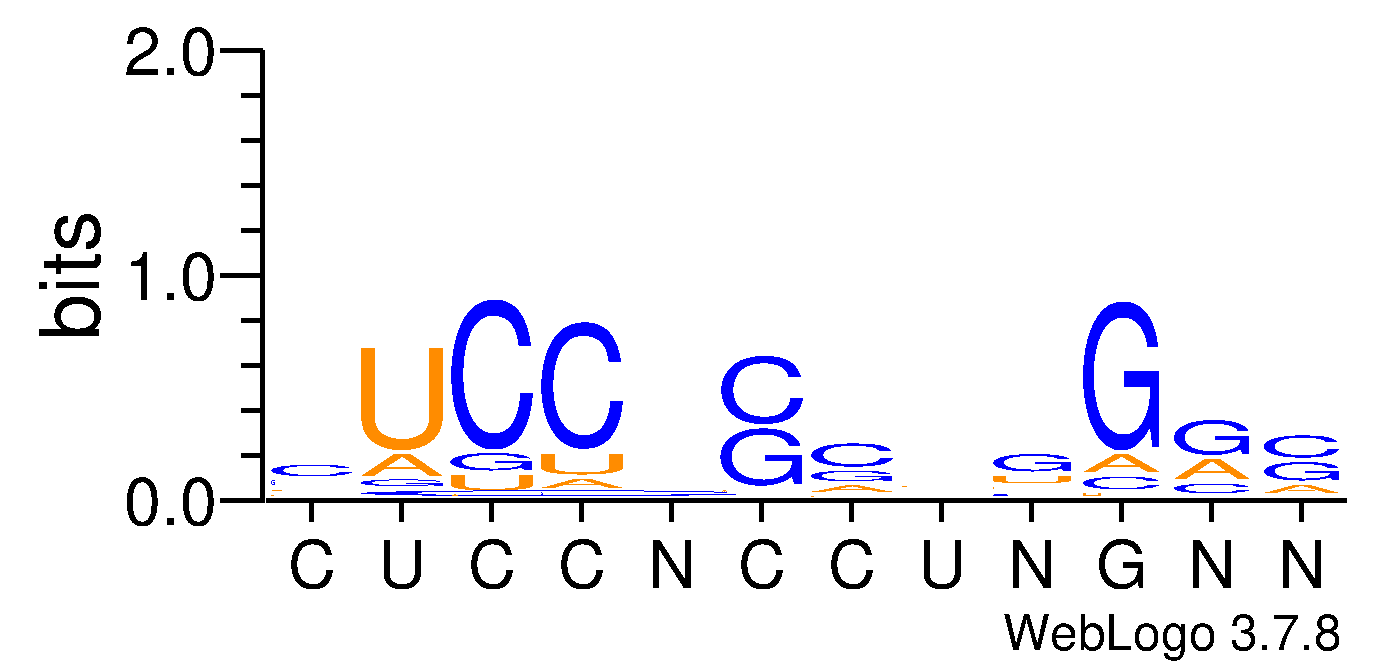 2.0
bits
1.0
0.0
U C C C G
C U G C A G U A C G A C G A G U G A C G A C C G A
C U C C N C C U N G N N
WebLogo 3.7.8